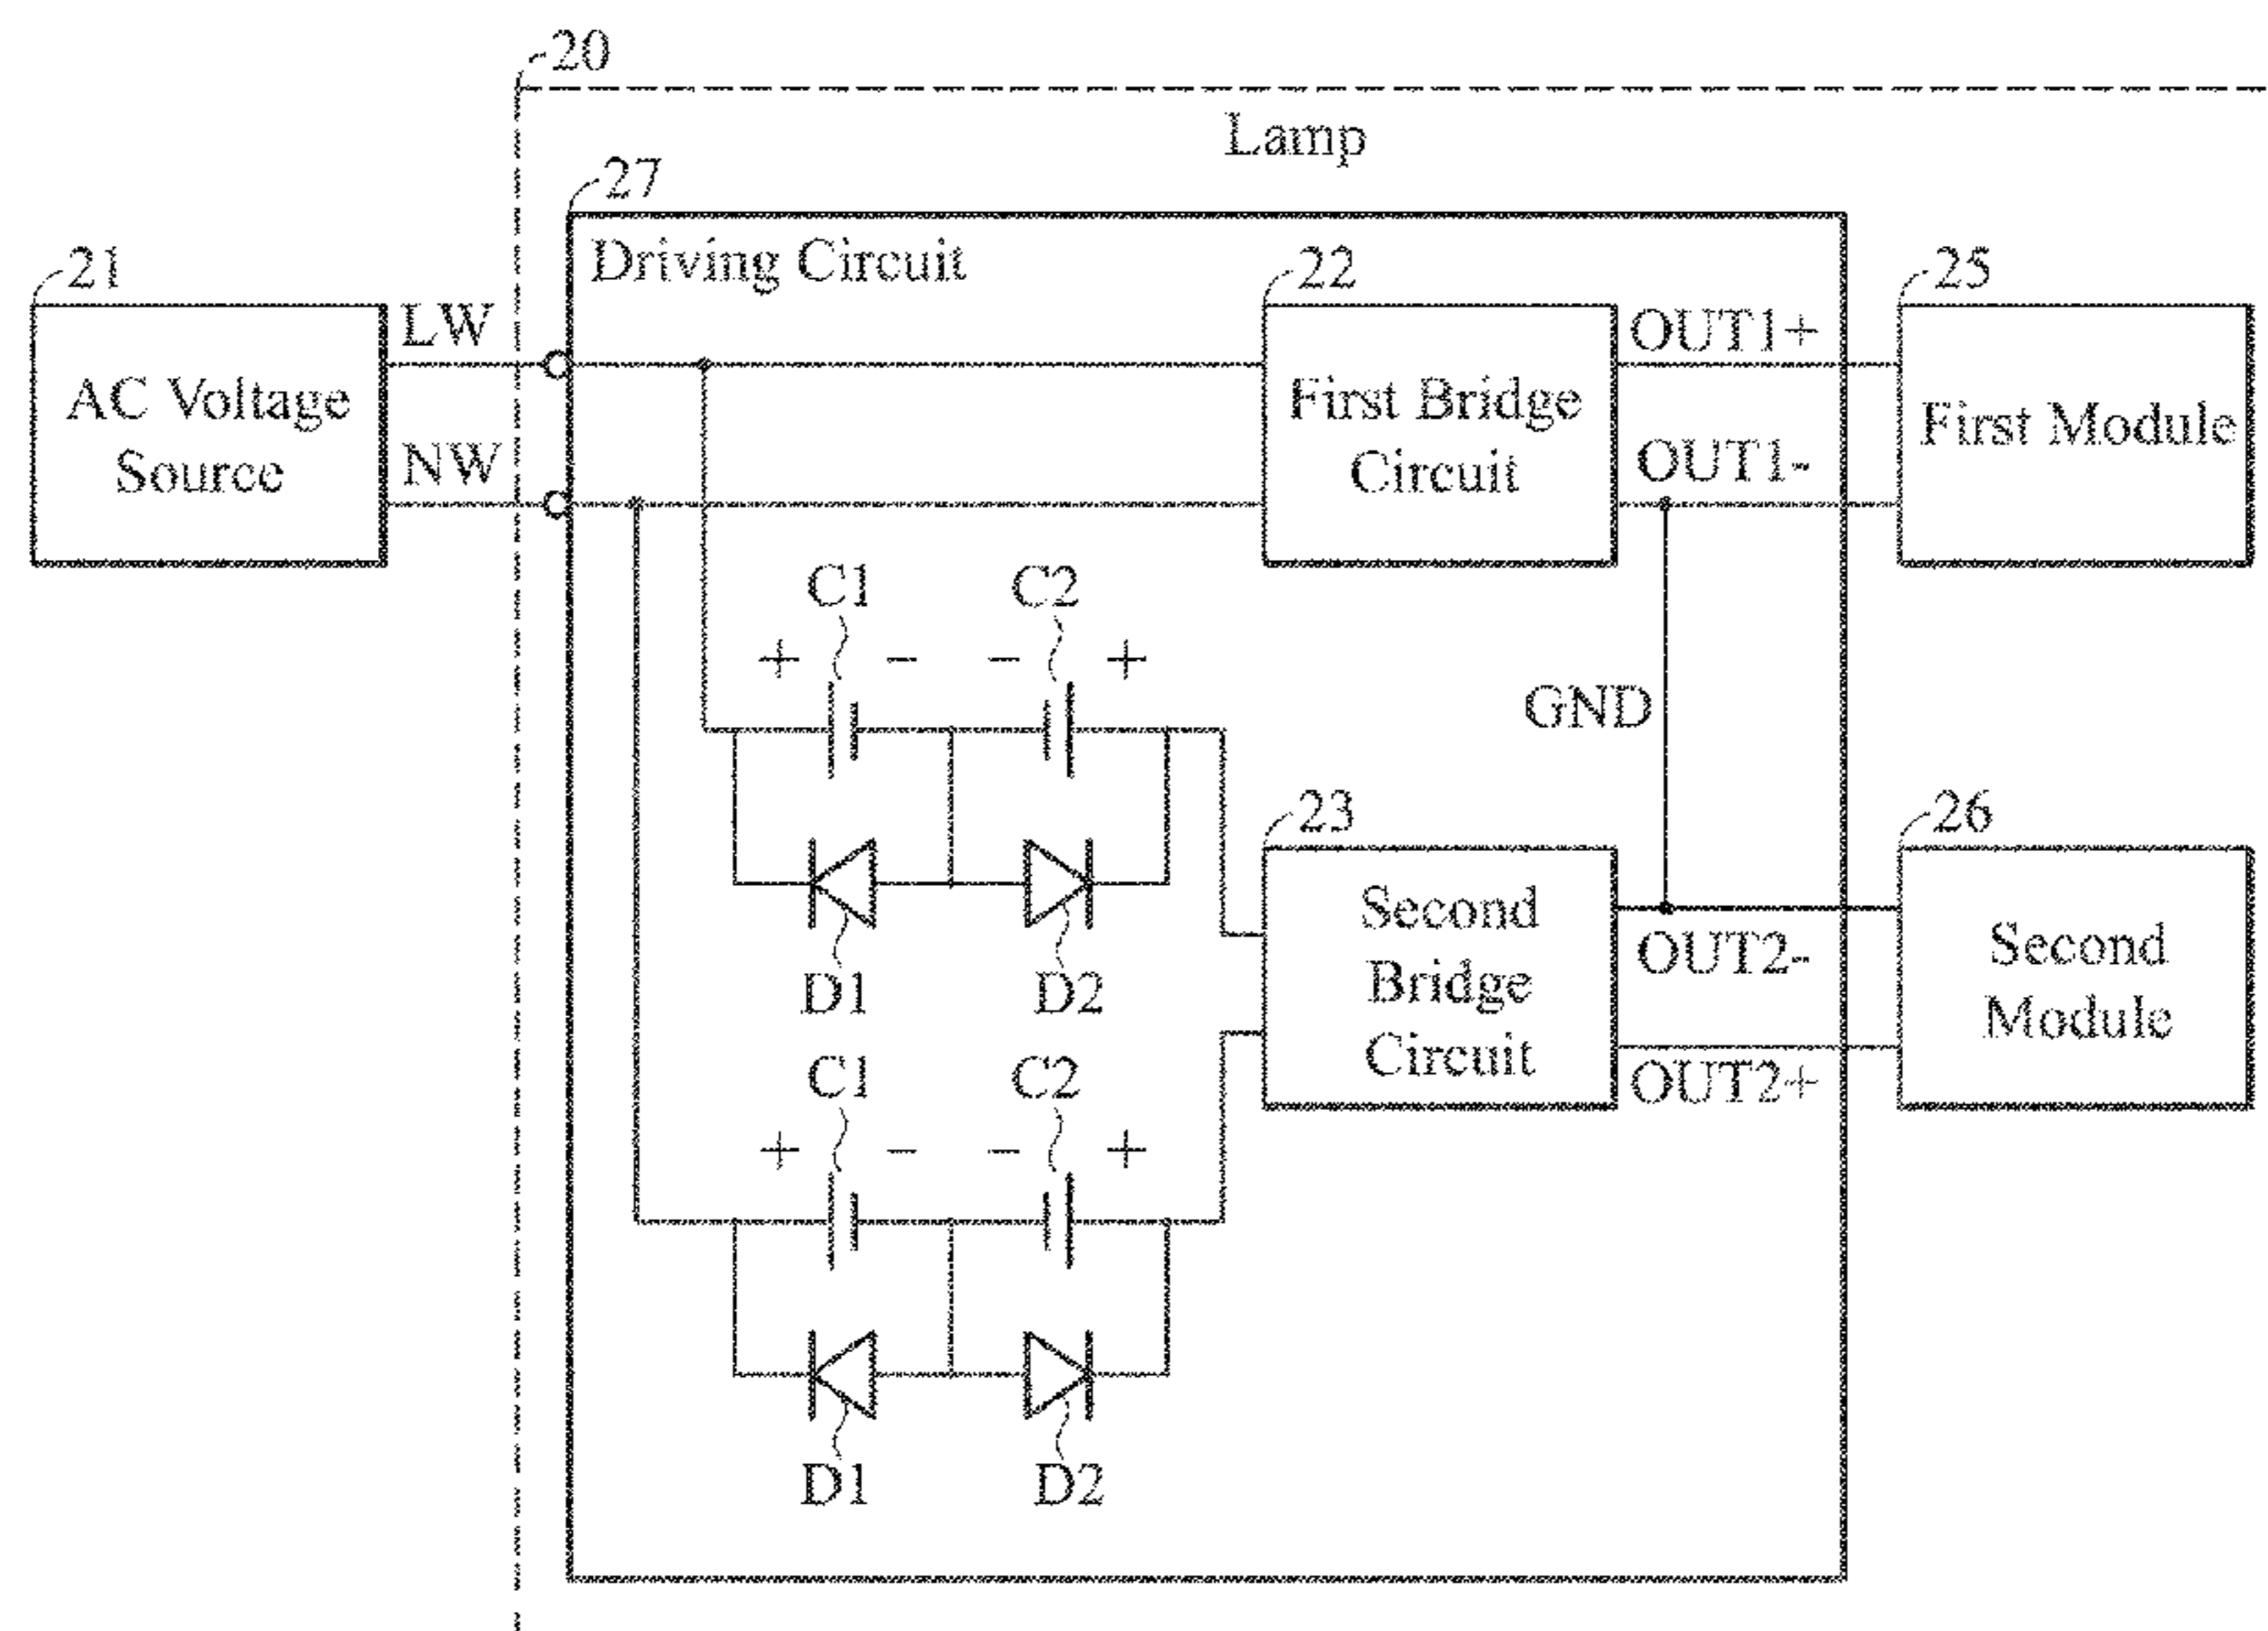 20
Lamp
27
Driving Circuit
21
AC Voltage
Source
LW
NW
22
First Bridge
Circuit
OUT1+
OUT1-
25
First Module
C1
C2
+ - - +
GND
D1
D2
23
Second
Bridge
Circuit
OUT2-
OUT2+
26
Second
Module
C1
C2
+ - - +
D1
D2